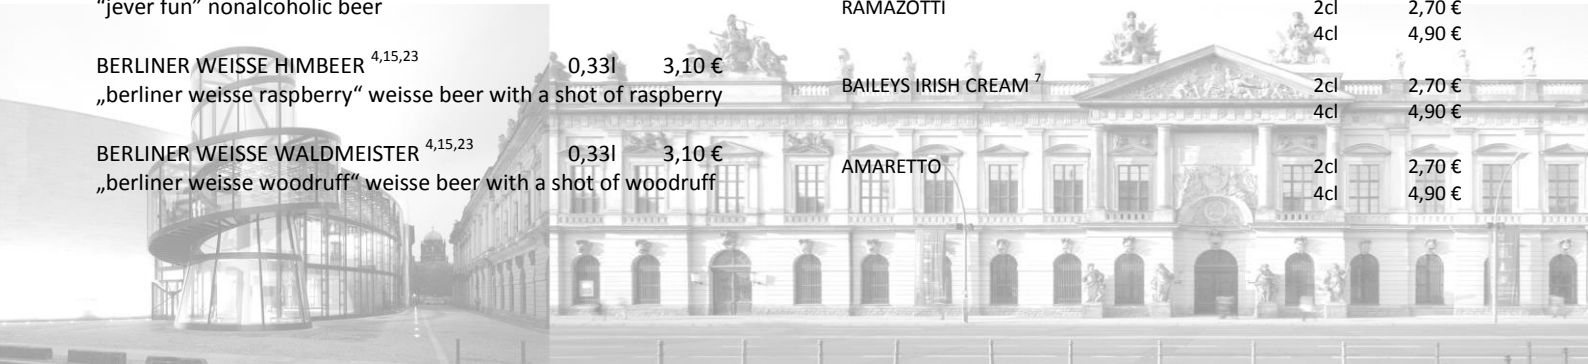 “jever fun” nonalcoholic beer
BERLINER WEISSE HIMBEER 4,15,23 0,33l 3,10 €
„berliner weisse raspberry“ weisse beer with a shot of raspberry
BERLINER WEISSE WALDMEISTER 4,15,23 0,33l 3,10 €
„berliner weisse woodruff“ weisse beer with a shot of woodruff
RAMAZOTTI 2cl 2,70 €
4cl 4,90 €
BAILEYS IRISH CREAM 7 2cl 2,70 €
4cl 4,90 €
AMARETTO 2cl 2,70 €
4cl 4,90 €